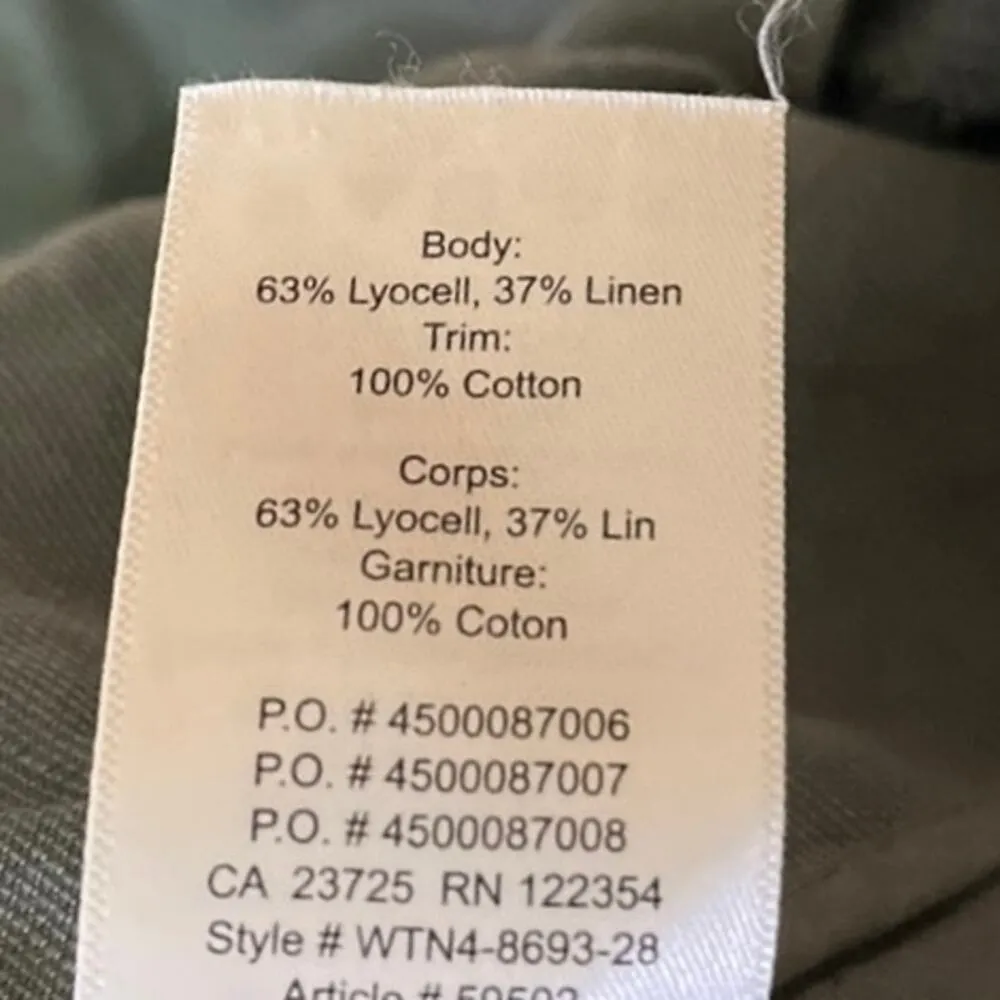 Body:
63% Lyocell, 37% Linen
Trim:
100% Cotton
Corps:
63% Lyocell, 37% Lin
Garniture:
100% Coton
P.O. # 4500087006
P.O. # 4500087007
P.O. # 4500087008
CA 23725 RN 122354
Style # WTN4-8693-28
Article #